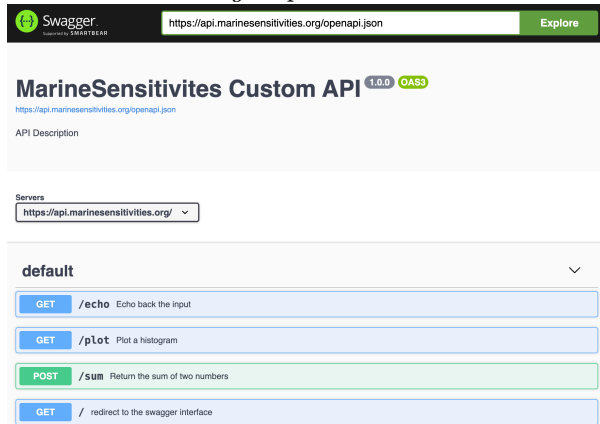 Swagger.
Supported by SMARTBEAR
https://api.marinesensitivities.org/openapi.json
Explore
MarineSensitivites Custom API 1.0.0 OAS3
https://api.marinesensitivities.org/openapi.json
API Description
Servers
https://api.marinesensitivities.org/
default
GET /echo Echo back the input
GET /plot Plot a histogram
POST /sum Return the sum of two numbers
GET / redirect to the swagger interface